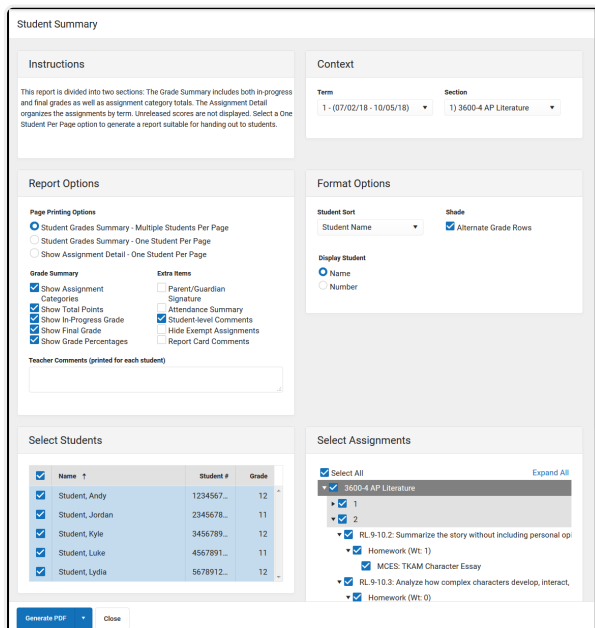 Student Summary
Instructions
This report is divided into two sections: The Grade Summary includes both in-progress
and final grades as well as assignment category totals. The Assignment Detail
organizes the assignments by term. Unreleased scores are not displayed. Select a One
Student Per Page option to generate a report suitable for handing out to students.
Context
Term
Section
1 - (07/02/18 - 10/05/18)
1) 3600-4 AP Literature
Report Options
Page Printing Options
Student Grades Summary - Multiple Students Per Page
Student Grades Summary - One Student Per Page
Show Assignment Detail - One Student Per Page
Grade Summary
Show Assignment
Categories
Show Total Points
Show In-Progress Grade
Show Final Grade
Show Grade Percentages
Extra Items
Parent/Guardian
Signature
Attendance Summary
Student-level Comments
Hide Exempt Assignments
Report Card Comments
Teacher Comments (printed for each student)
Format Options
Student Sort
Shade
Student Name
Alternate Grade Rows
Display Student
Name
Number
Select Students
Name ↑ Student # Grade
Student, Andy 1234567... 12
Student, Jordan 2345678... 11
Student, Kyle 3456789... 12
Student, Luke 4567891... 11
Student, Lydia 5678912... 12
Select Assignments
Select All Expand All
3600-4 AP Literature
1
2
RL.9-10.2: Summarize the story without including personal opi
Homework (Wt: 1)
MCES: TKAM Character Essay
RL.9-10.3: Analyze how complex characters develop, interact,
Homework (Wt: 0)
Generate PDF
Close